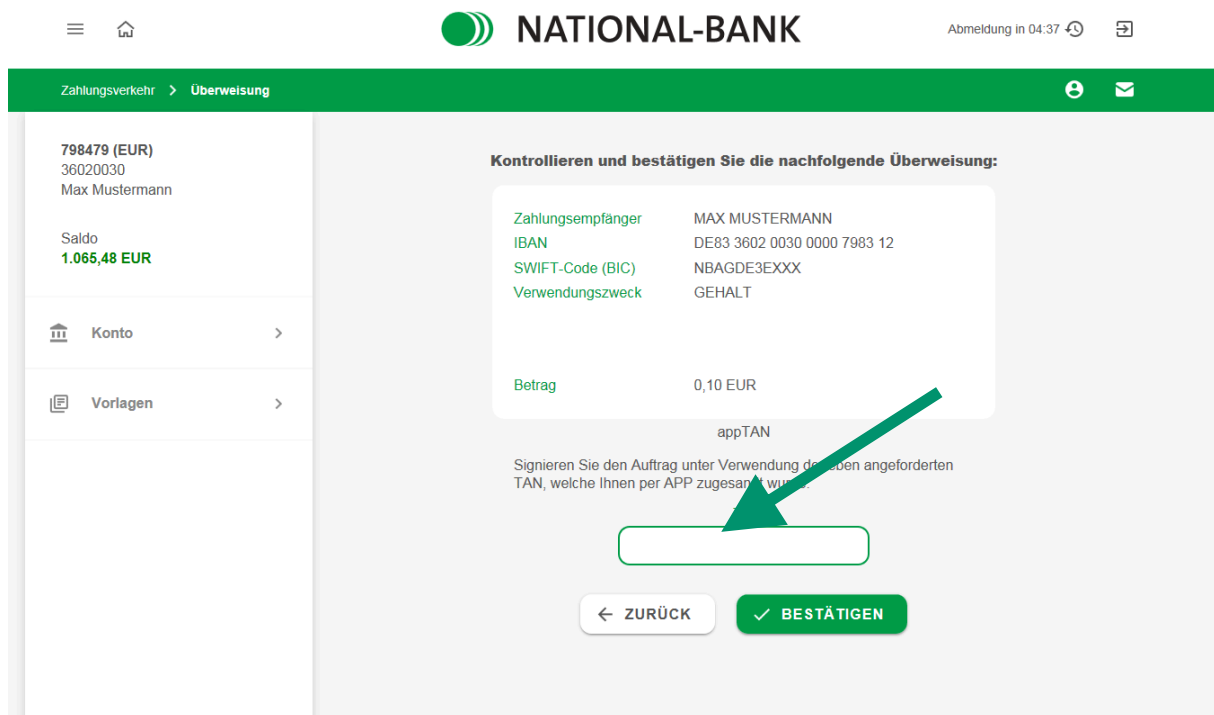 NATIONAL-BANK
Abmeldung in 04:37
Zahlungsverkehr > Überweisung
798479 (EUR)
36020030
Max Mustermann
Saldo
1.065,48 EUR
Konto
Vorlagen
Kontrollieren und bestätigen Sie die nachfolgende Überweisung:
Zahlungsempfänger MAX MUSTERMANN
IBAN DE83 3602 0030 0000 7983 12
SWIFT-Code (BIC) NBAGDE3EXXX
Verwendungszweck GEHALT
Betrag 0,10 EUR
appTAN
Signieren Sie den Auftrag unter Verwendung der eben angeforderten
TAN, welche Ihnen per APP zugesandt wurde.
ZURÜCK
BESTÄTIGEN